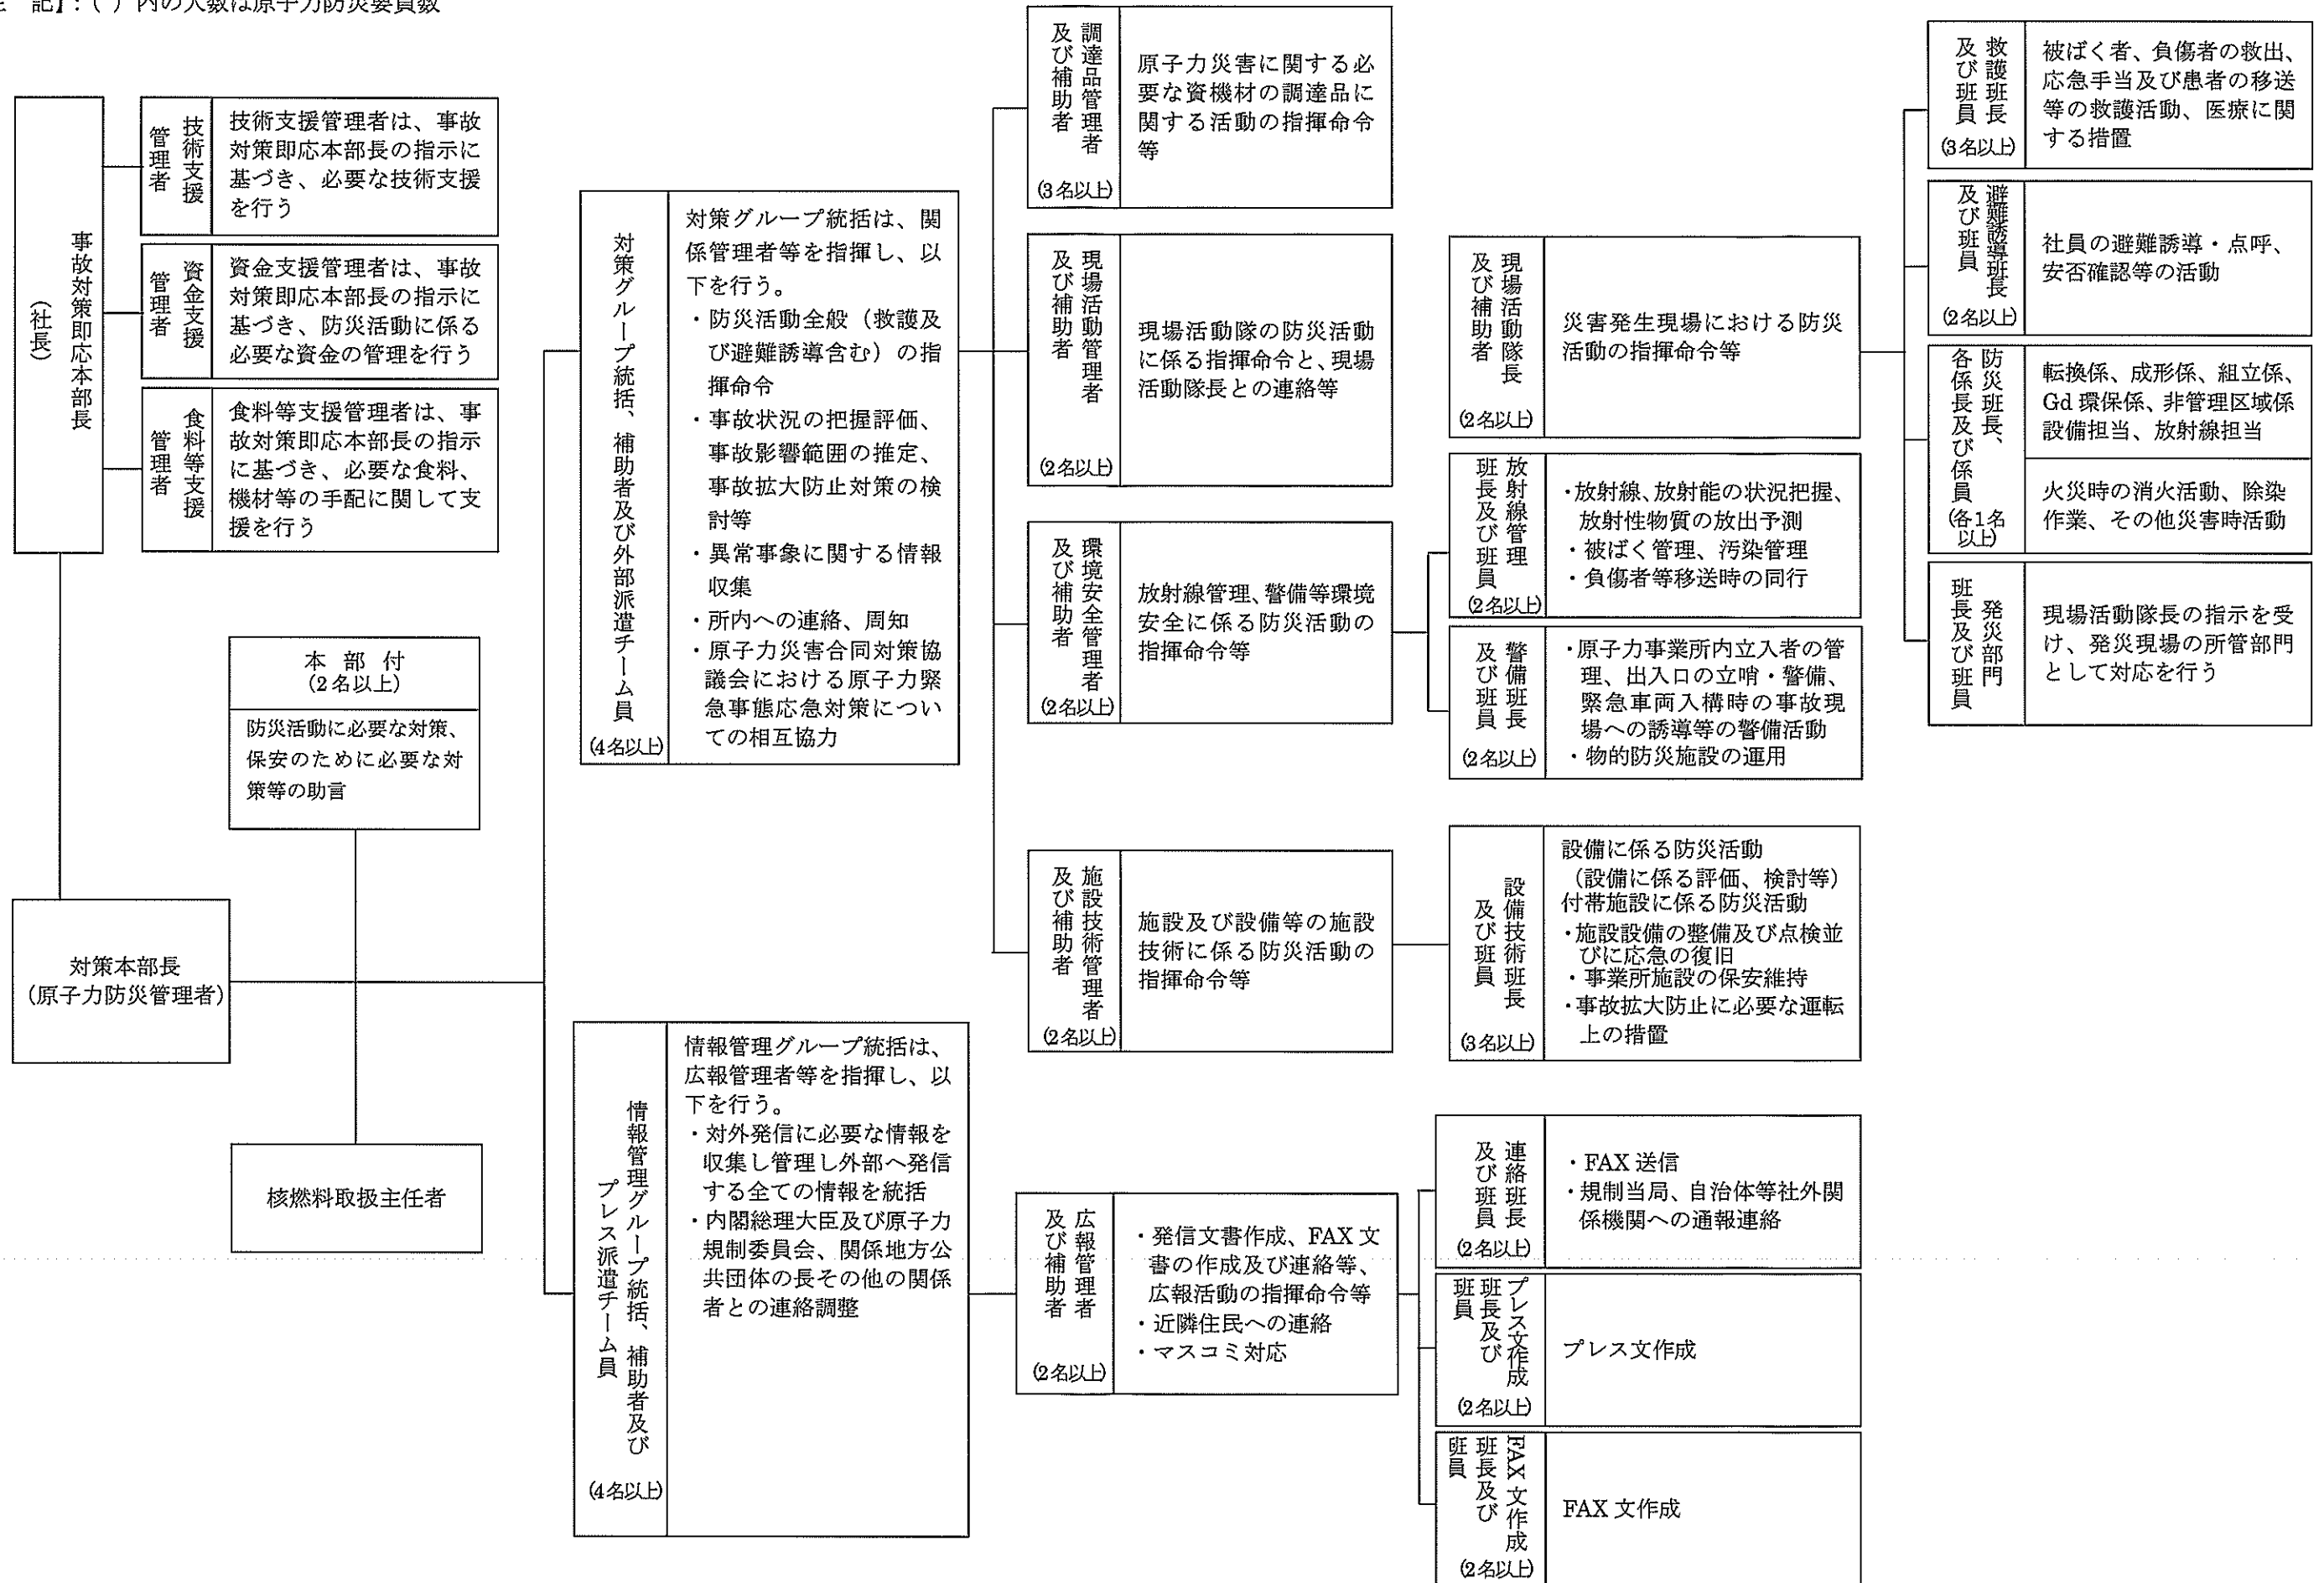 記】:( )内の人数は原子力防災要員数
事故対策即応本部長
(社長)
技術支援
管理者
技術支援管理者は、事故
対策即応本部長の指示に
基づき、必要な技術支援
を行う
資金支援
管理者
資金支援管理者は、事故
対策即応本部長の指示に
基づき、防災活動に係る
必要な資金の管理を行う
食料等支援
管理者
食料等支援管理者は、事
故対策即応本部長の指示
に基づき、必要な食料、
機材等の手配に関して支
援を行う
本 部 付
(2名以上)
防災活動に必要な対策、
保安のために必要な対
策等の助言
対策本部長
(原子力防災管理者)
核燃料取扱主任者
対策グループ統括、補助者及び外部派遣チーム員
(4名以上)
対策グループ統括は、関
係管理者等を指揮し、以
下を行う。
・防災活動全般(救護及
び避難誘導含む)の指
揮命令
・事故状況の把握評価、
事故影響範囲の推定、
事故拡大防止対策の検
討等
・異常事象に関する情報
収集
・所内への連絡、周知
・原子力災害合同対策協
議会における原子力緊
急事態応急対策につい
ての相互協力
情報管理グループ統括、補助者及び
プレス派遣チーム員
(4名以上)
情報管理グループ統括は、
広報管理者等を指揮し、以
下を行う。
・対外発信に必要な情報を
収集し管理し外部へ発信
する全ての情報を統括
・内閣総理大臣及び原子力
規制委員会、関係地方公
共団体の長その他の関係
者との連絡調整
調達品管理者
及び補助者
(3名以上)
原子力災害に関する必
要な資機材の調達品に
関する活動の指揮命令
等
現場活動管理者
及び補助者
(2名以上)
現場活動隊の防災活動
に係る指揮命令と、現場
活動隊長との連絡等
環境安全管理者
及び補助者
(2名以上)
放射線管理、警備等環境
安全に係る防災活動の
指揮命令等
施設技術管理者
及び補助者
(2名以上)
施設及び設備等の施設
技術に係る防災活動の
指揮命令等
広報管理者
及び補助者
(2名以上)
・発信文書作成、FAX 文
書の作成及び連絡等、
広報活動の指揮命令等
・近隣住民への連絡
・マスコミ対応
現場活動隊長
及び補助者
(2名以上)
災害発生現場における防災
活動の指揮命令等
放射線管理
班長及び班員
(2名以上)
・放射線、放射能の状況把握、
放射性物質の放出予測
・被ばく管理、汚染管理
・負傷者等移送時の同行
警備班長
及び班員
(2名以上)
・原子力事業所内立入者の管
理、出入口の立哨・警備、
緊急車両入構時の事故現
場への誘導等の警備活動
・物的防災施設の運用
設備技術班長
及び班員
(3名以上)
設備に係る防災活動
(設備に係る評価、検討等)
付帯施設に係る防災活動
・施設設備の整備及び点検並
びに応急の復旧
・事業所施設の保安維持
・事故拡大防止に必要な運転
上の措置
連絡班長
及び班員
(2名以上)
・FAX 送信
・規制当局、自治体等社外関
係機関への通報連絡
プレス文作成
班長及び
班員
(2名以上)
プレス文作成
FAX 文作成
班長及び
班員
(2名以上)
FAX 文作成
救護班長
及び班員
(3名以上)
被ばく者、負傷者の救出、
応急手当及び患者の移送
等の救護活動、医療に関
する措置
避難誘導班長
及び班員
(2名以上)
社員の避難誘導・点呼、
安否確認等の活動
防災班長、
各係長及び係員
(各1名
以上)
転換係、成形係、組立係、
Gd 環保係、非管理区域係
設備担当、放射線担当
火災時の消火活動、除染
作業、その他災害時活動
発災部門
班長及び班員
現場活動隊長の指示を受
け、発災現場の所管部門
として対応を行う